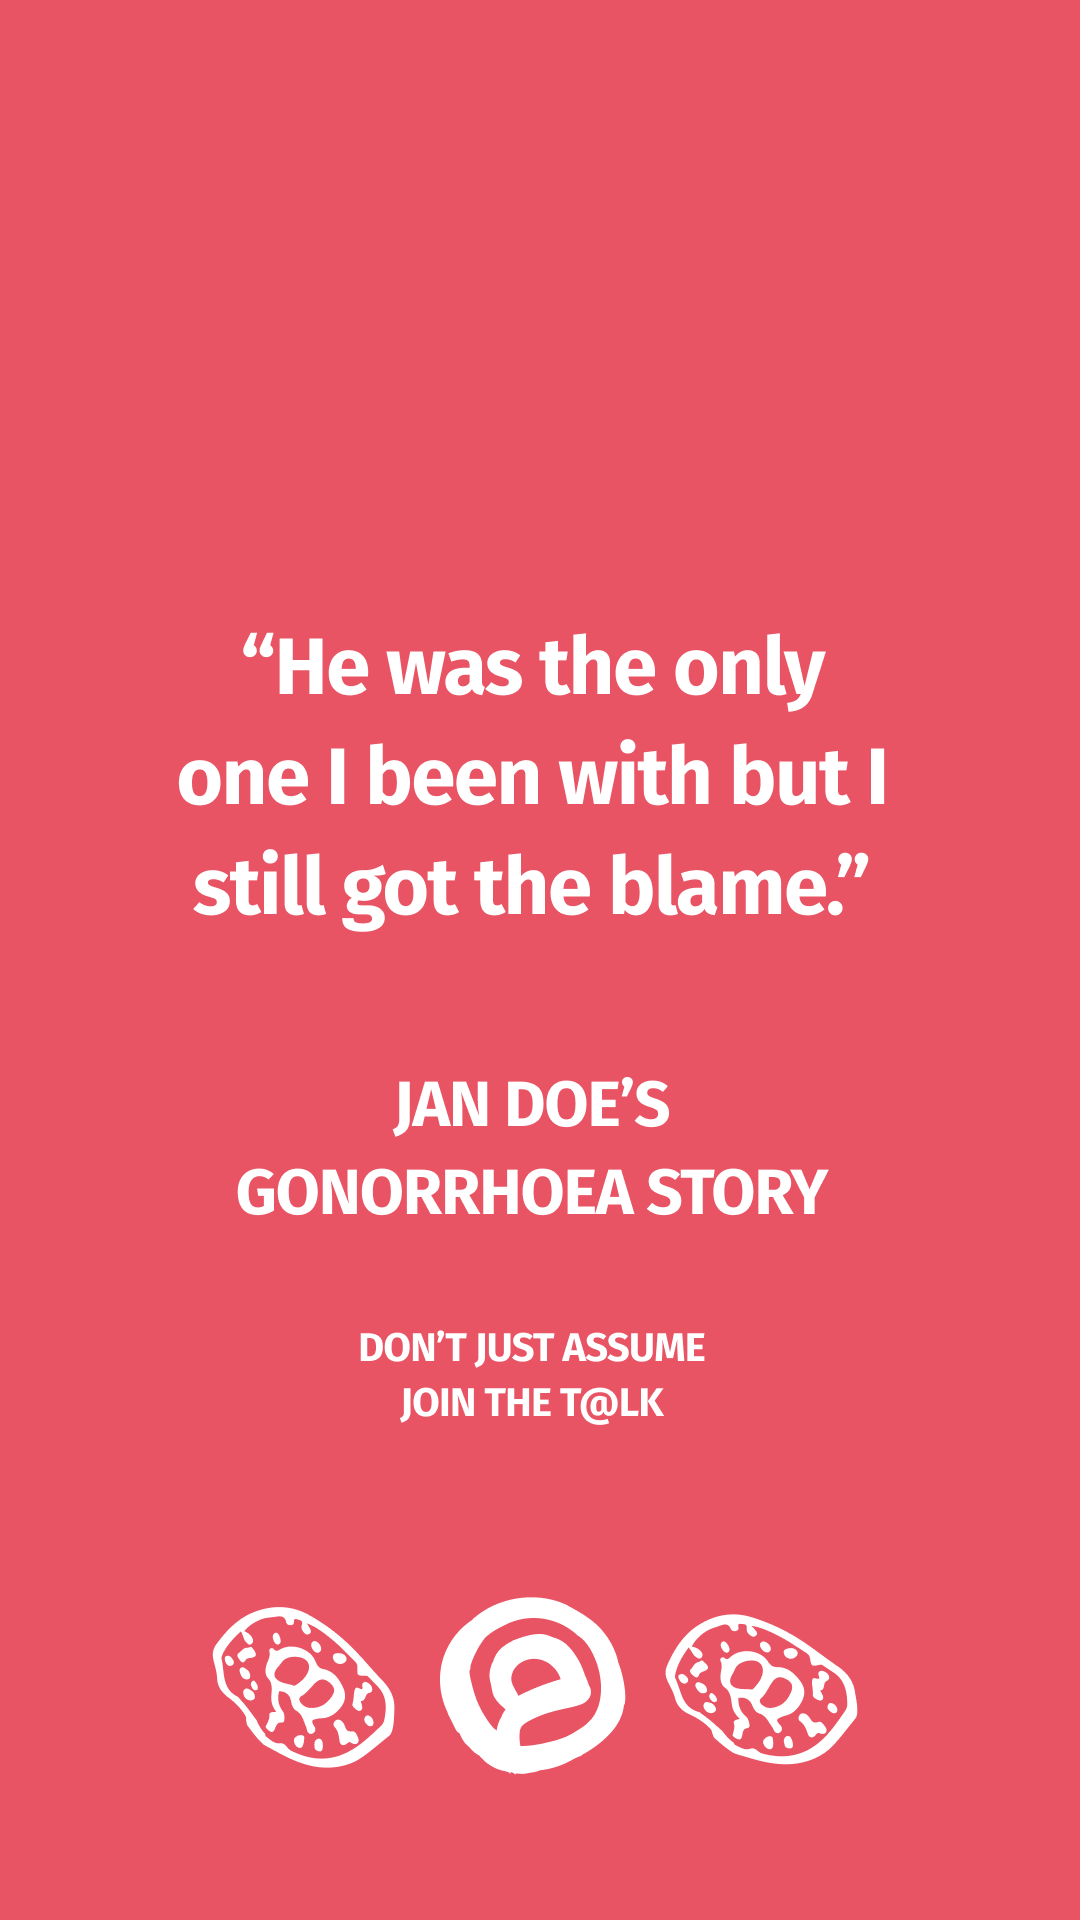 “He was the only
one I been with but I
still got the blame.”
JAN DOE’S
GONORRHOEA STORY
DON’T JUST ASSUME
JOIN THE T@LK